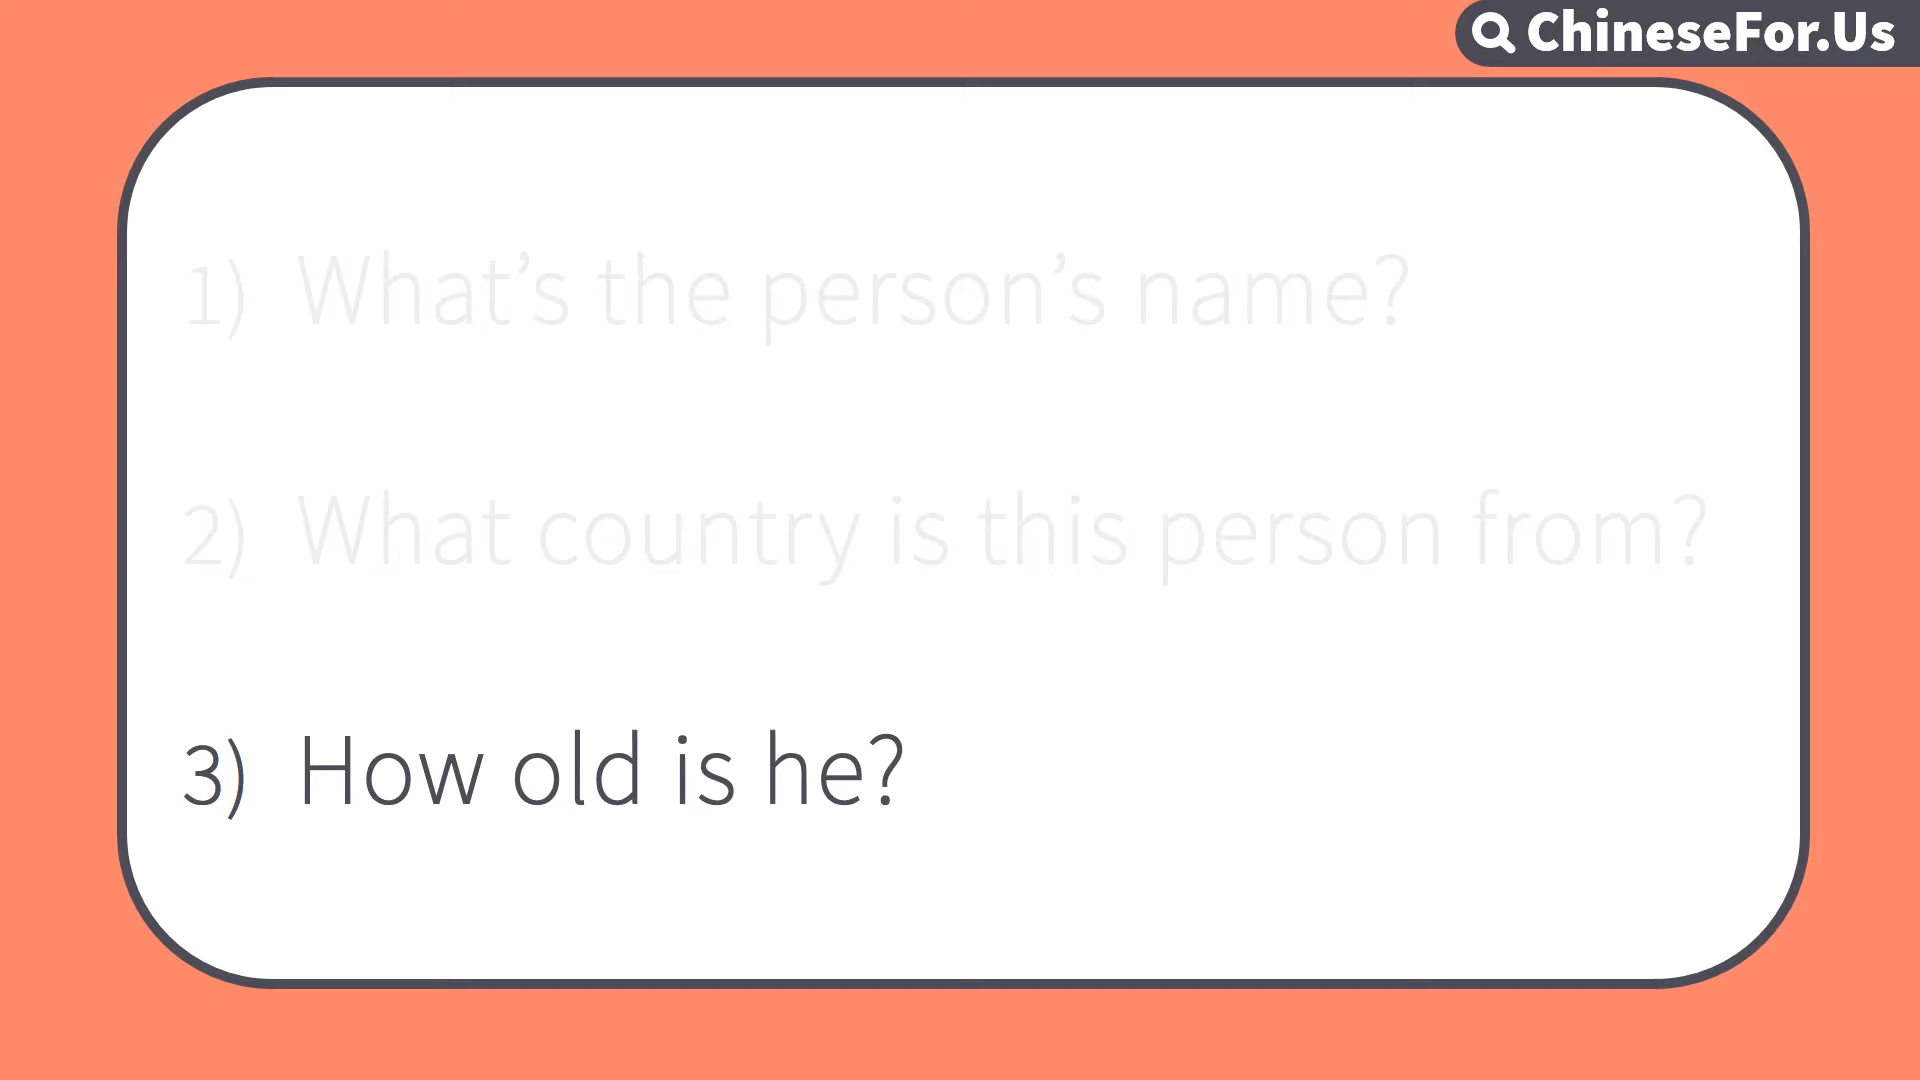 ChineseFor.Us
1) What’s the person’s name?
2) What country is this person from?
3) How old is he?